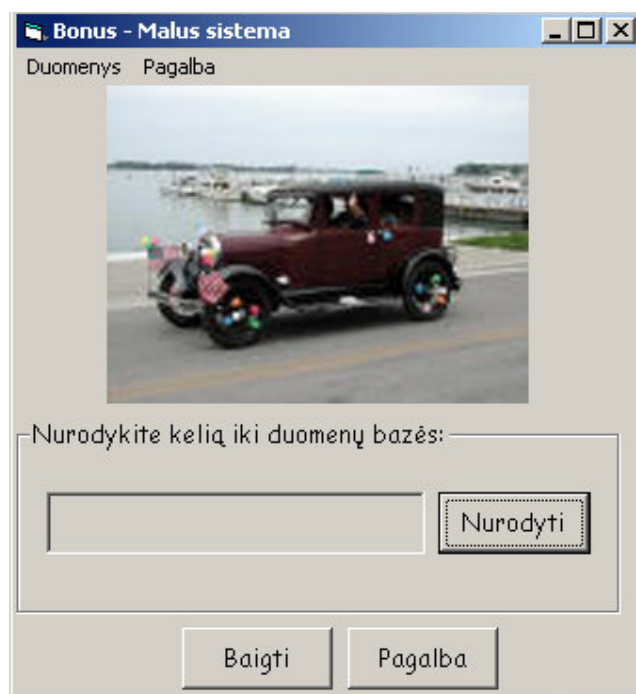 Bonus - Malus sistema
Duomenys Pagalba
Nurodykite kelią iki duomenų bazės:
Nurodyti
Baigti Pagalba